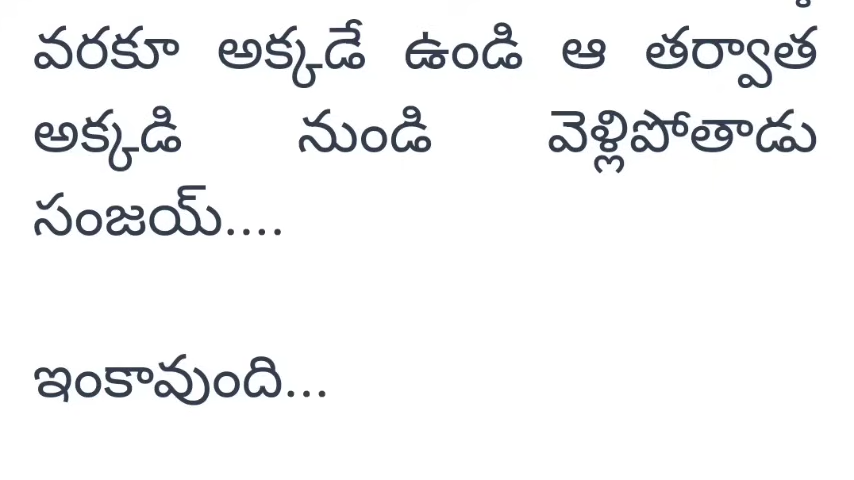 వరకూ అక్కడే ఉండి ఆ తర్వాత
అక్కడి నుండి వెళ్లిపోతాడు
సంజయ్....
ఇంకావుంది...